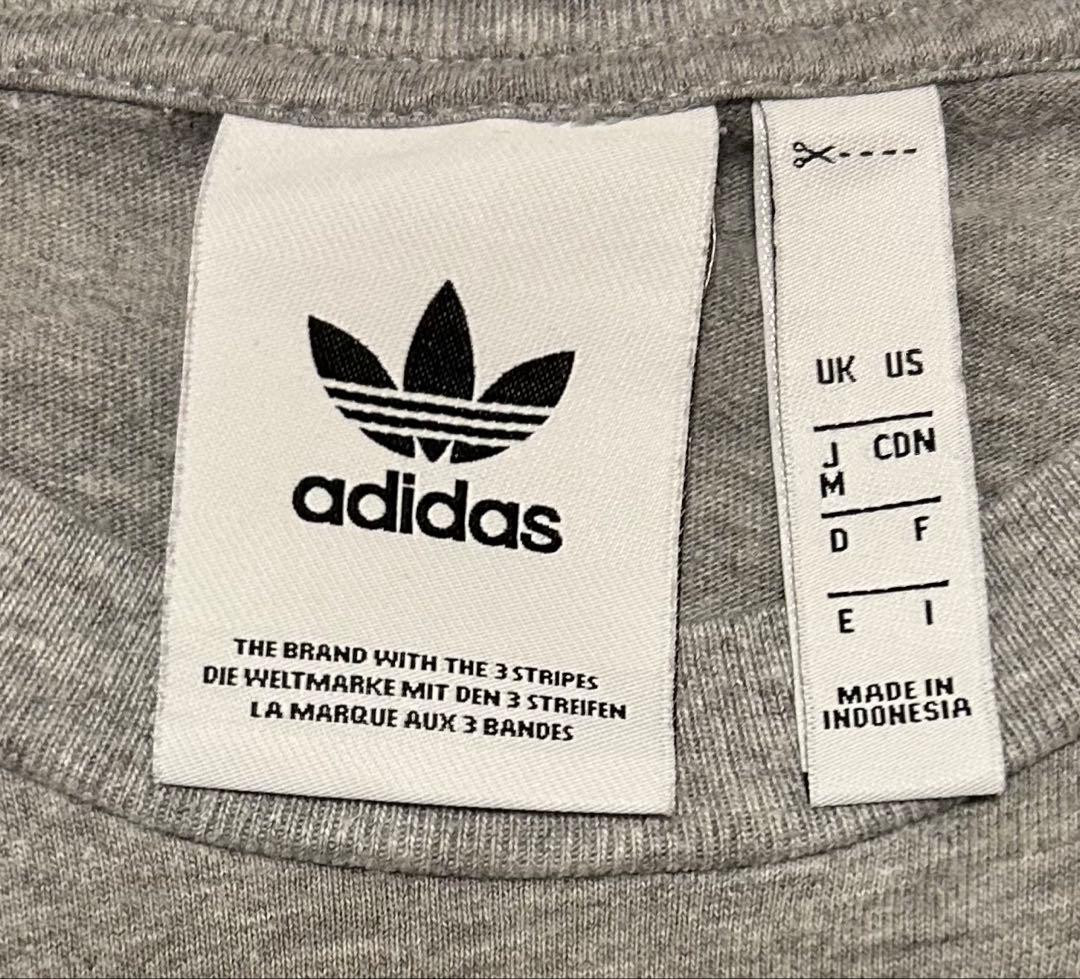 adidas
THE BRAND WITH THE 3 STRIPES
DIE WELTMARKE MIT DEN 3 STREIFEN
LA MARQUE AUX 3 BANDES
UK US
J CDN
M
D F
E I
MADE IN
INDONESIA